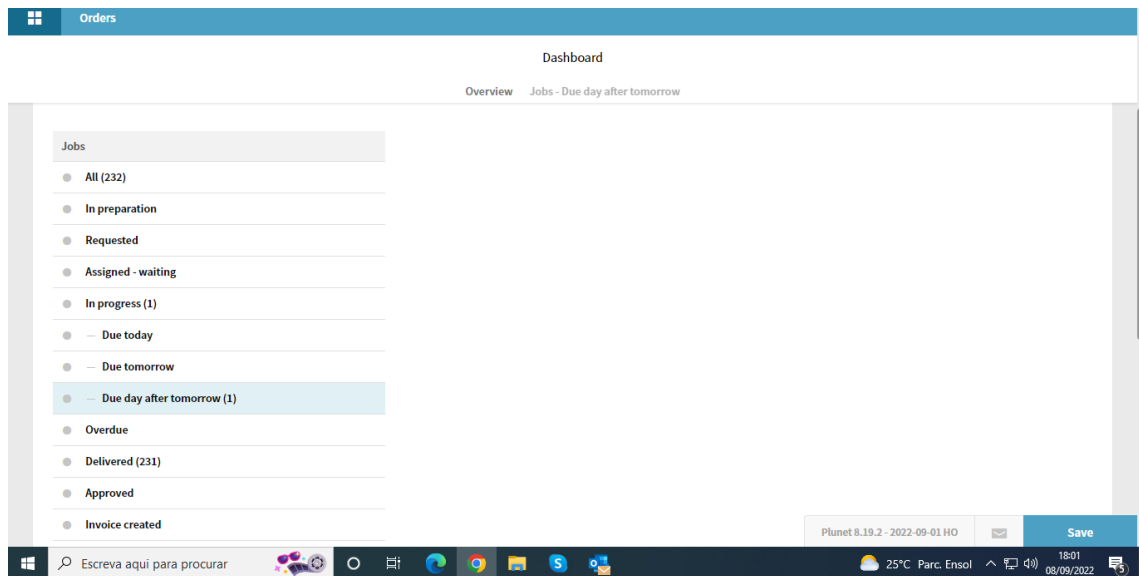 Orders
Dashboard
Overview Jobs - Due day after tomorrow
Jobs
All (232)
In preparation
Requested
Assigned - waiting
In progress (1)
— Due today
— Due tomorrow
— Due day after tomorrow (1)
Overdue
Delivered (231)
Approved
Invoice created
Plunet 8.19.2 - 2022-09-01 HO
Save
Escreva aqui para procurar
25°C Parc. Ensol
18:01
08/09/2022
5